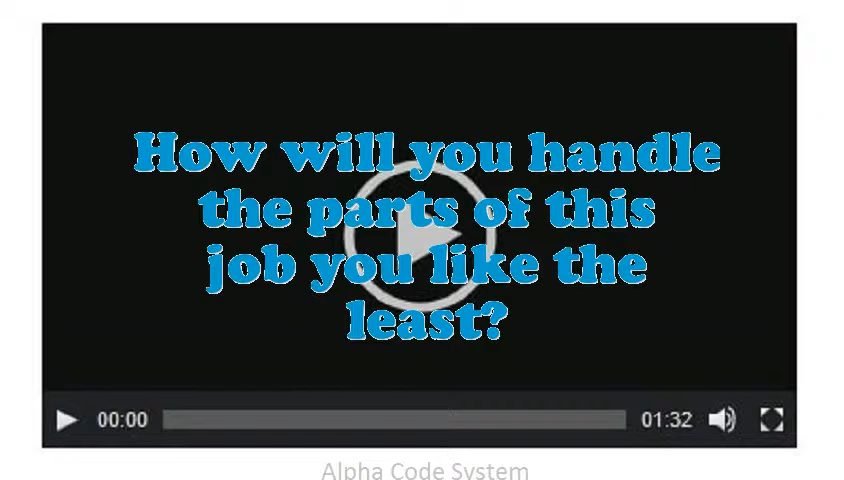 How will you handle
the parts of this
job you like the
least?
00:00
01:32
Alpha Code System